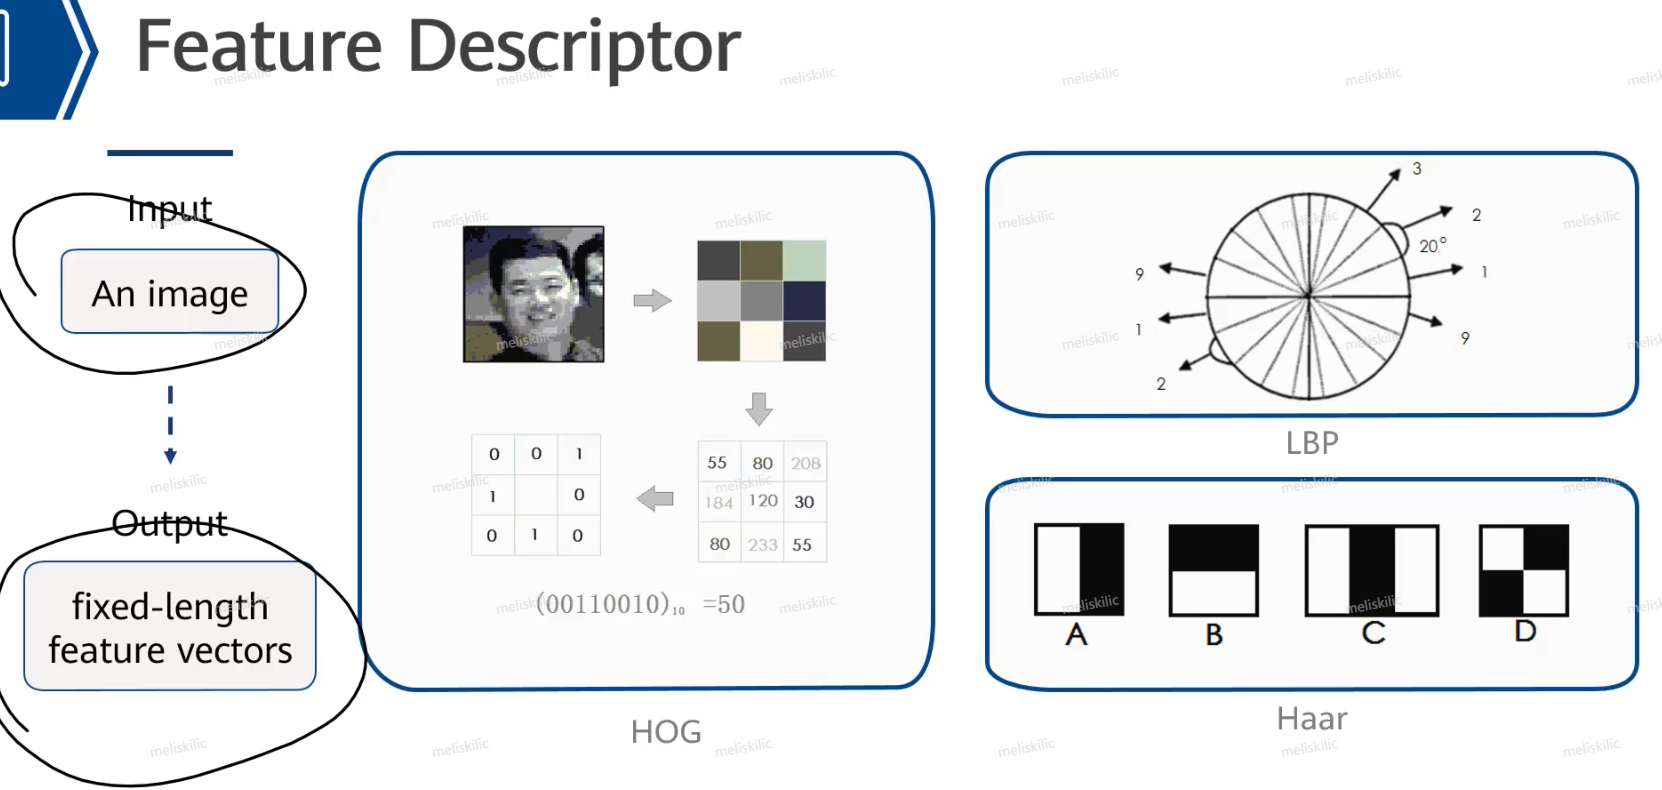 Feature Descriptor
Input
An image
Output
fixed-length
feature vectors
55 80 208
184 120 30
80 233 55
0 0 1
1 0
0 1 0
(00110010)₁₀ =50
HOG
3
2
20°
1
9
9
1
2
LBP
A B C D
Haar
meliskilic